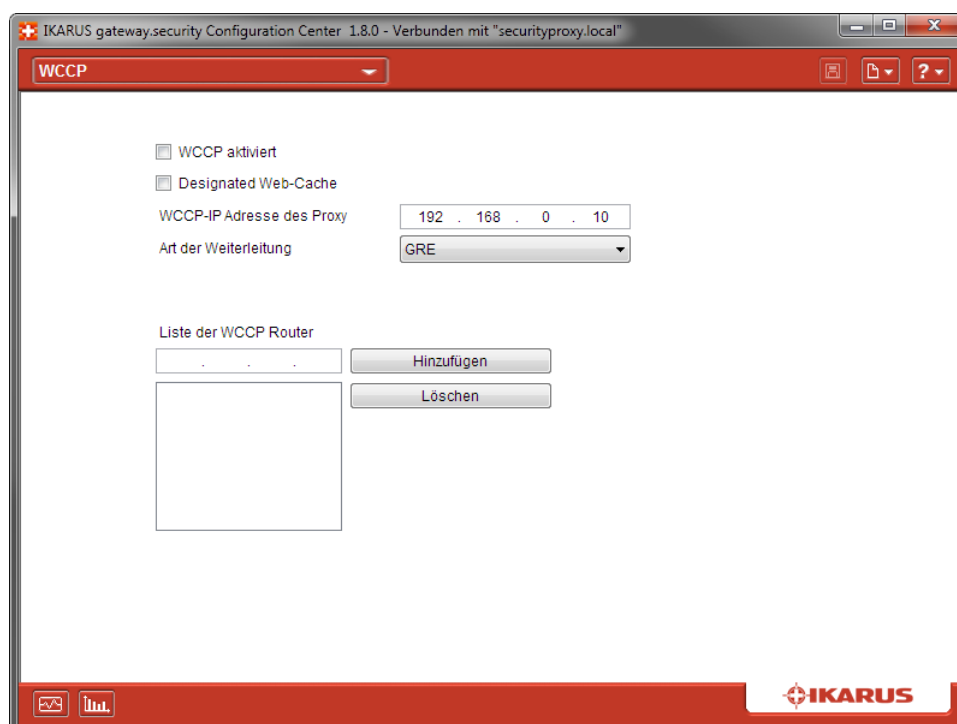 IKARUS gateway.security Configuration Center 1.8.0 - Verbunden mit "securityproxy.local"
WCCP
?
WCCP aktiviert
Designated Web-Cache
WCCP-IP Adresse des Proxy 192 . 168 . 0 . 10
Art der Weiterleitung GRE
Liste der WCCP Router
. . . Hinzufügen
Löschen
IKARUS